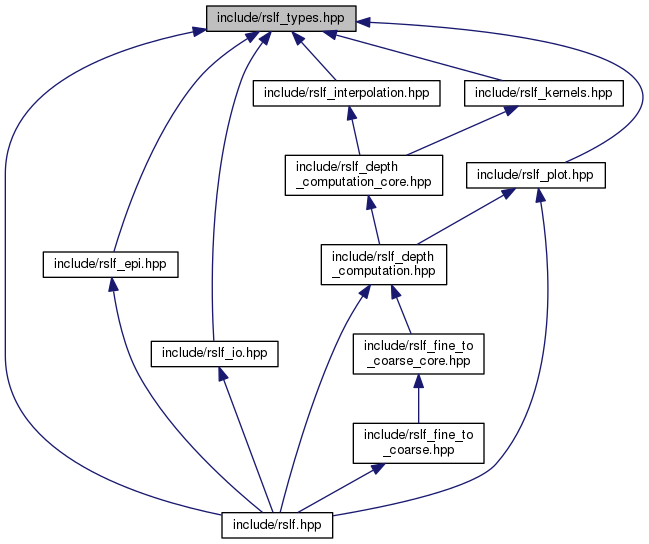 include/rslf_types.hpp
include/rslf_interpolation.hpp
include/rslf_kernels.hpp
include/rslf_depth
_computation_core.hpp
include/rslf_plot.hpp
include/rslf_epi.hpp
include/rslf_depth
_computation.hpp
include/rslf_io.hpp
include/rslf_fine_to
_coarse_core.hpp
include/rslf_fine_to
_coarse.hpp
include/rslf.hpp